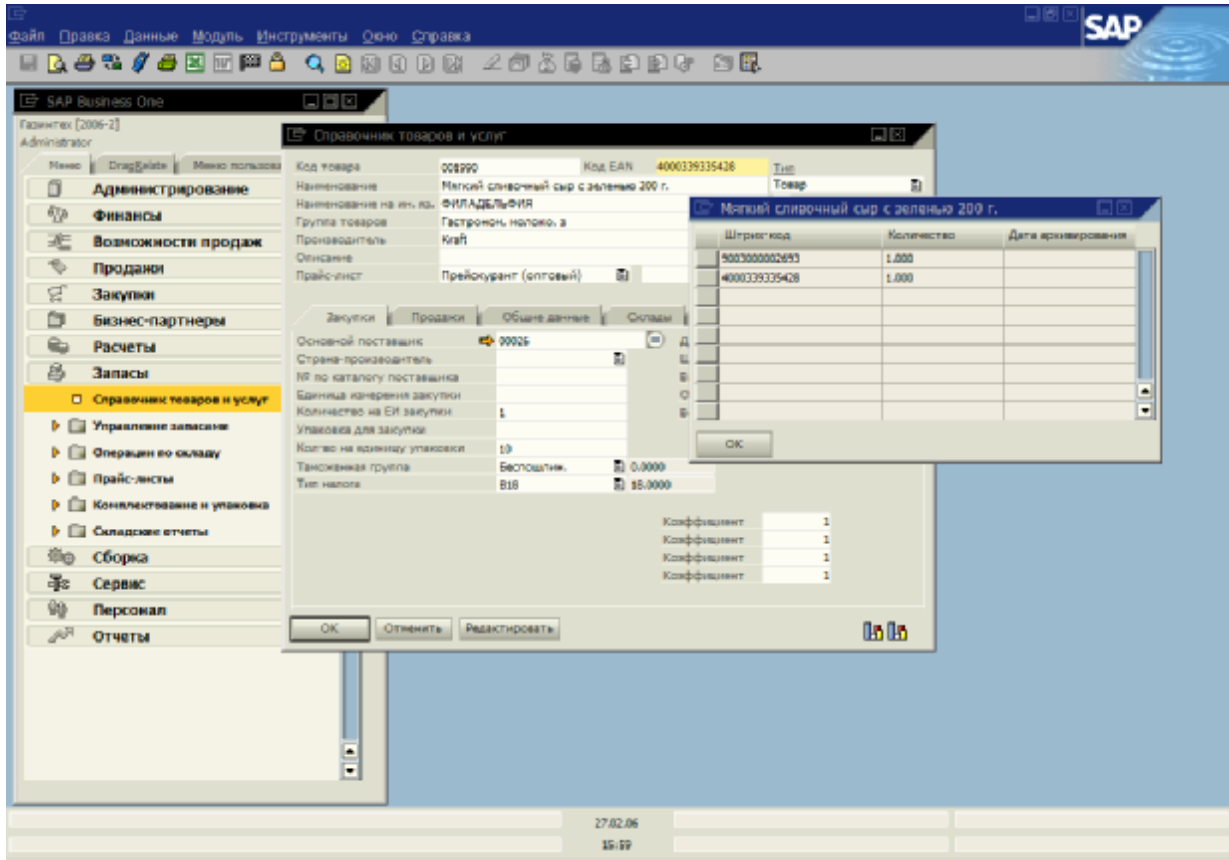 Файл Правка Данные Модуль Инструменты Окно Справка
SAP
SAP Business One
Газинтех [2006-2]
Administrator
Меню Drag&Relate Меню пользова
Администрирование
Финансы
Возможности продаж
Продажи
Закупки
Бизнес-партнеры
Расчеты
Запасы
Справочник товаров и услуг
Управление запасами
Операции по складу
Прайс-листы
Комплектование и упаковка
Складские отчеты
Сборка
Сервис
Персонал
Отчеты
Справочник товаров и услуг
Код товара 008990 Код EAN 4000339335428 Тип
Наименование Мягкий сливочный сыр с зеленью 200 г. Товар
Наименование на ин. яз. ФИЛАДЕЛЬФИЯ
Группа товаров Гастроном, молоко, з
Производитель Kraft
Описание
Прайс-лист Прейскурант (оптовый)
Закупки Продажи Общие данные Склады
Основной поставщик 00026
Страна-производитель
№ по каталогу поставщика
Единица измерения закупки
Количество на ЕИ закупки 1
Упаковка для закупки
Кол-во на единицу упаковки 10
Таможенная группа Беспошлин. 0.0000
Тип налога B18 18.0000
Коэффициент 1
Коэффициент 1
Коэффициент 1
Коэффициент 1
OK Отменить Редактировать
Мягкий сливочный сыр с зеленью 200 г.
Штрих-код Количество Дата архивирования
9003000002693 1.000
4000339335428 1.000
OK
27.02.06
15:59